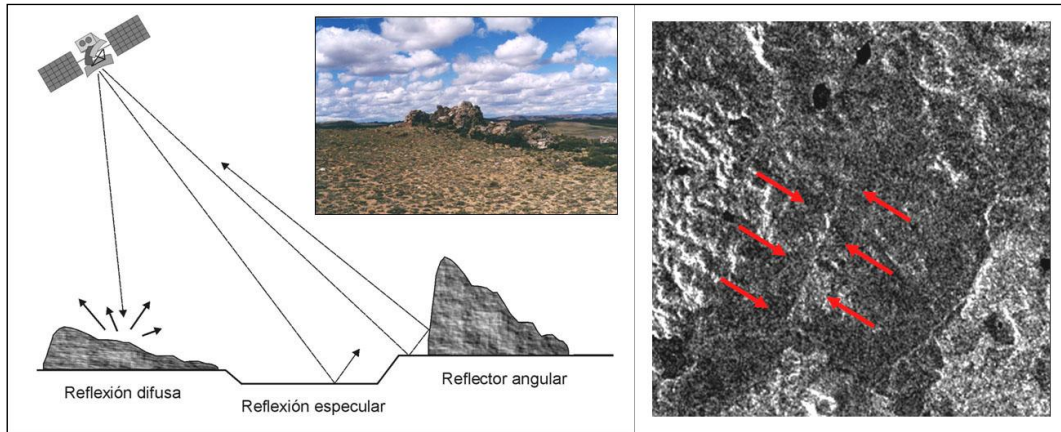 Reflexión difusa
Reflexión especular
Reflector angular